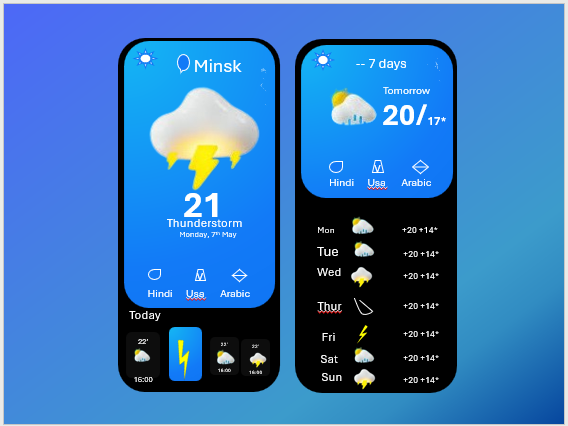 Minsk
21
Thunderstorm
Monday, 7th May
Hindi Usa Arabic
Today
22'
16:00
22'
16:00
22'
16:00
-- 7 days
Tomorrow
20/17*
Hindi Usa Arabic
Mon +20 +14*
Tue +20 +14*
Wed +20 +14*
Thur +20 +14*
Fri +20 +14*
Sat +20 +14*
Sun +20 +14*